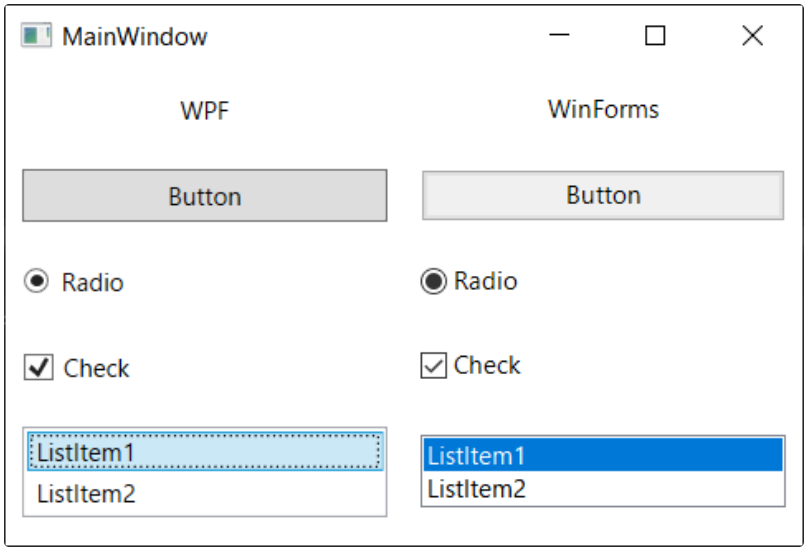 MainWindow
WPF
WinForms
Button
Button
Radio
Radio
Check
Check
ListItem1
ListItem1
ListItem2
ListItem2